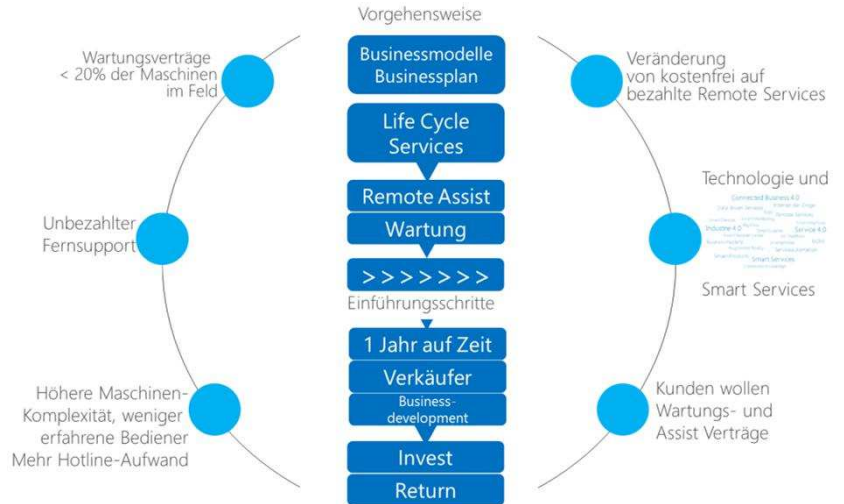 Vorgehensweise
Wartungsverträge
< 20% der Maschinen
im Feld
Unbezahlter
Fernsupport
Höhere Maschinen-
Komplexität, weniger
erfahrene Bediener
Mehr Hotline-Aufwand
Businessmodelle
Businessplan
Life Cycle
Services
Remote Assist
Wartung
> > > > > > >
Einführungsschritte
1 Jahr auf Zeit
Verkäufer
Business-
development
Invest
Return
Veränderung
von kostenfrei auf
bezahlte Remote Services
Technologie und
Connected Business 4.0
Industrie 4.0
Service 4.0
Smart Services
Smart Services
Kunden wollen
Wartungs- und
Assist Verträge